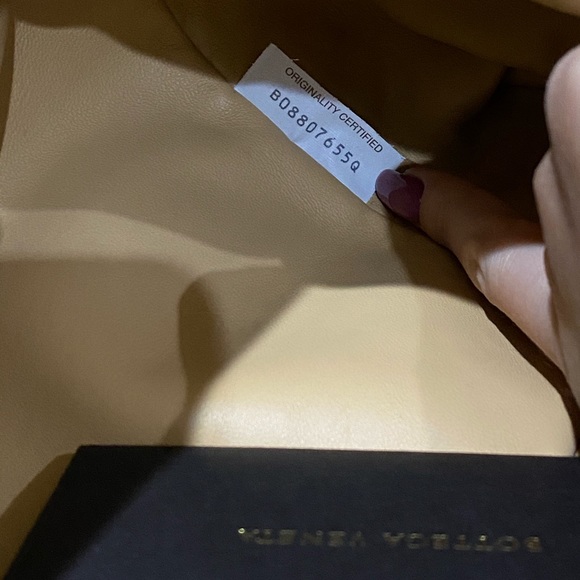 ORIGINALITY CERTIFIED
B08807655Q
BOTTEGA VENETA